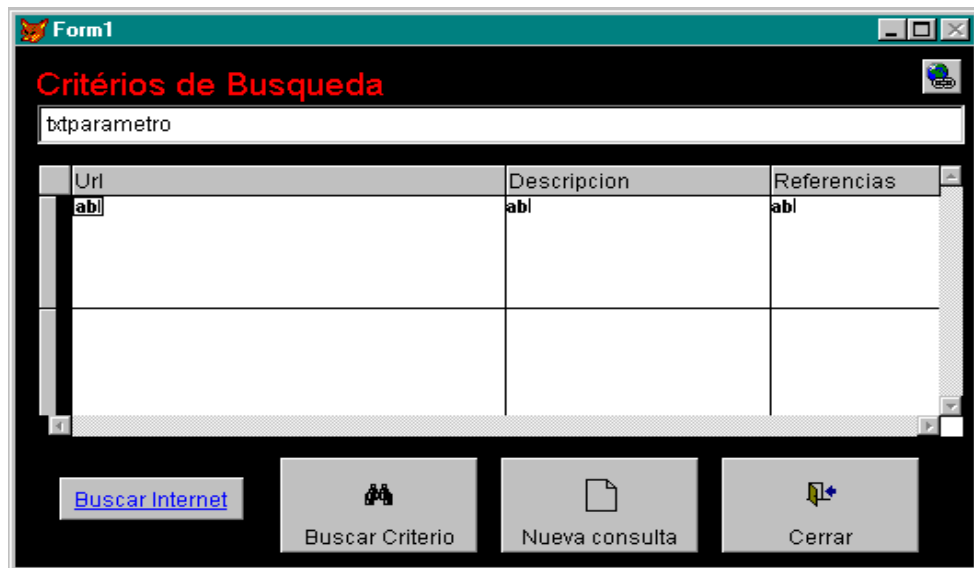 Form1
Critérios de Busqueda
txtparametro
Url Descripcion Referencias
abl abl abl
Buscar Internet Buscar Criterio Nueva consulta Cerrar